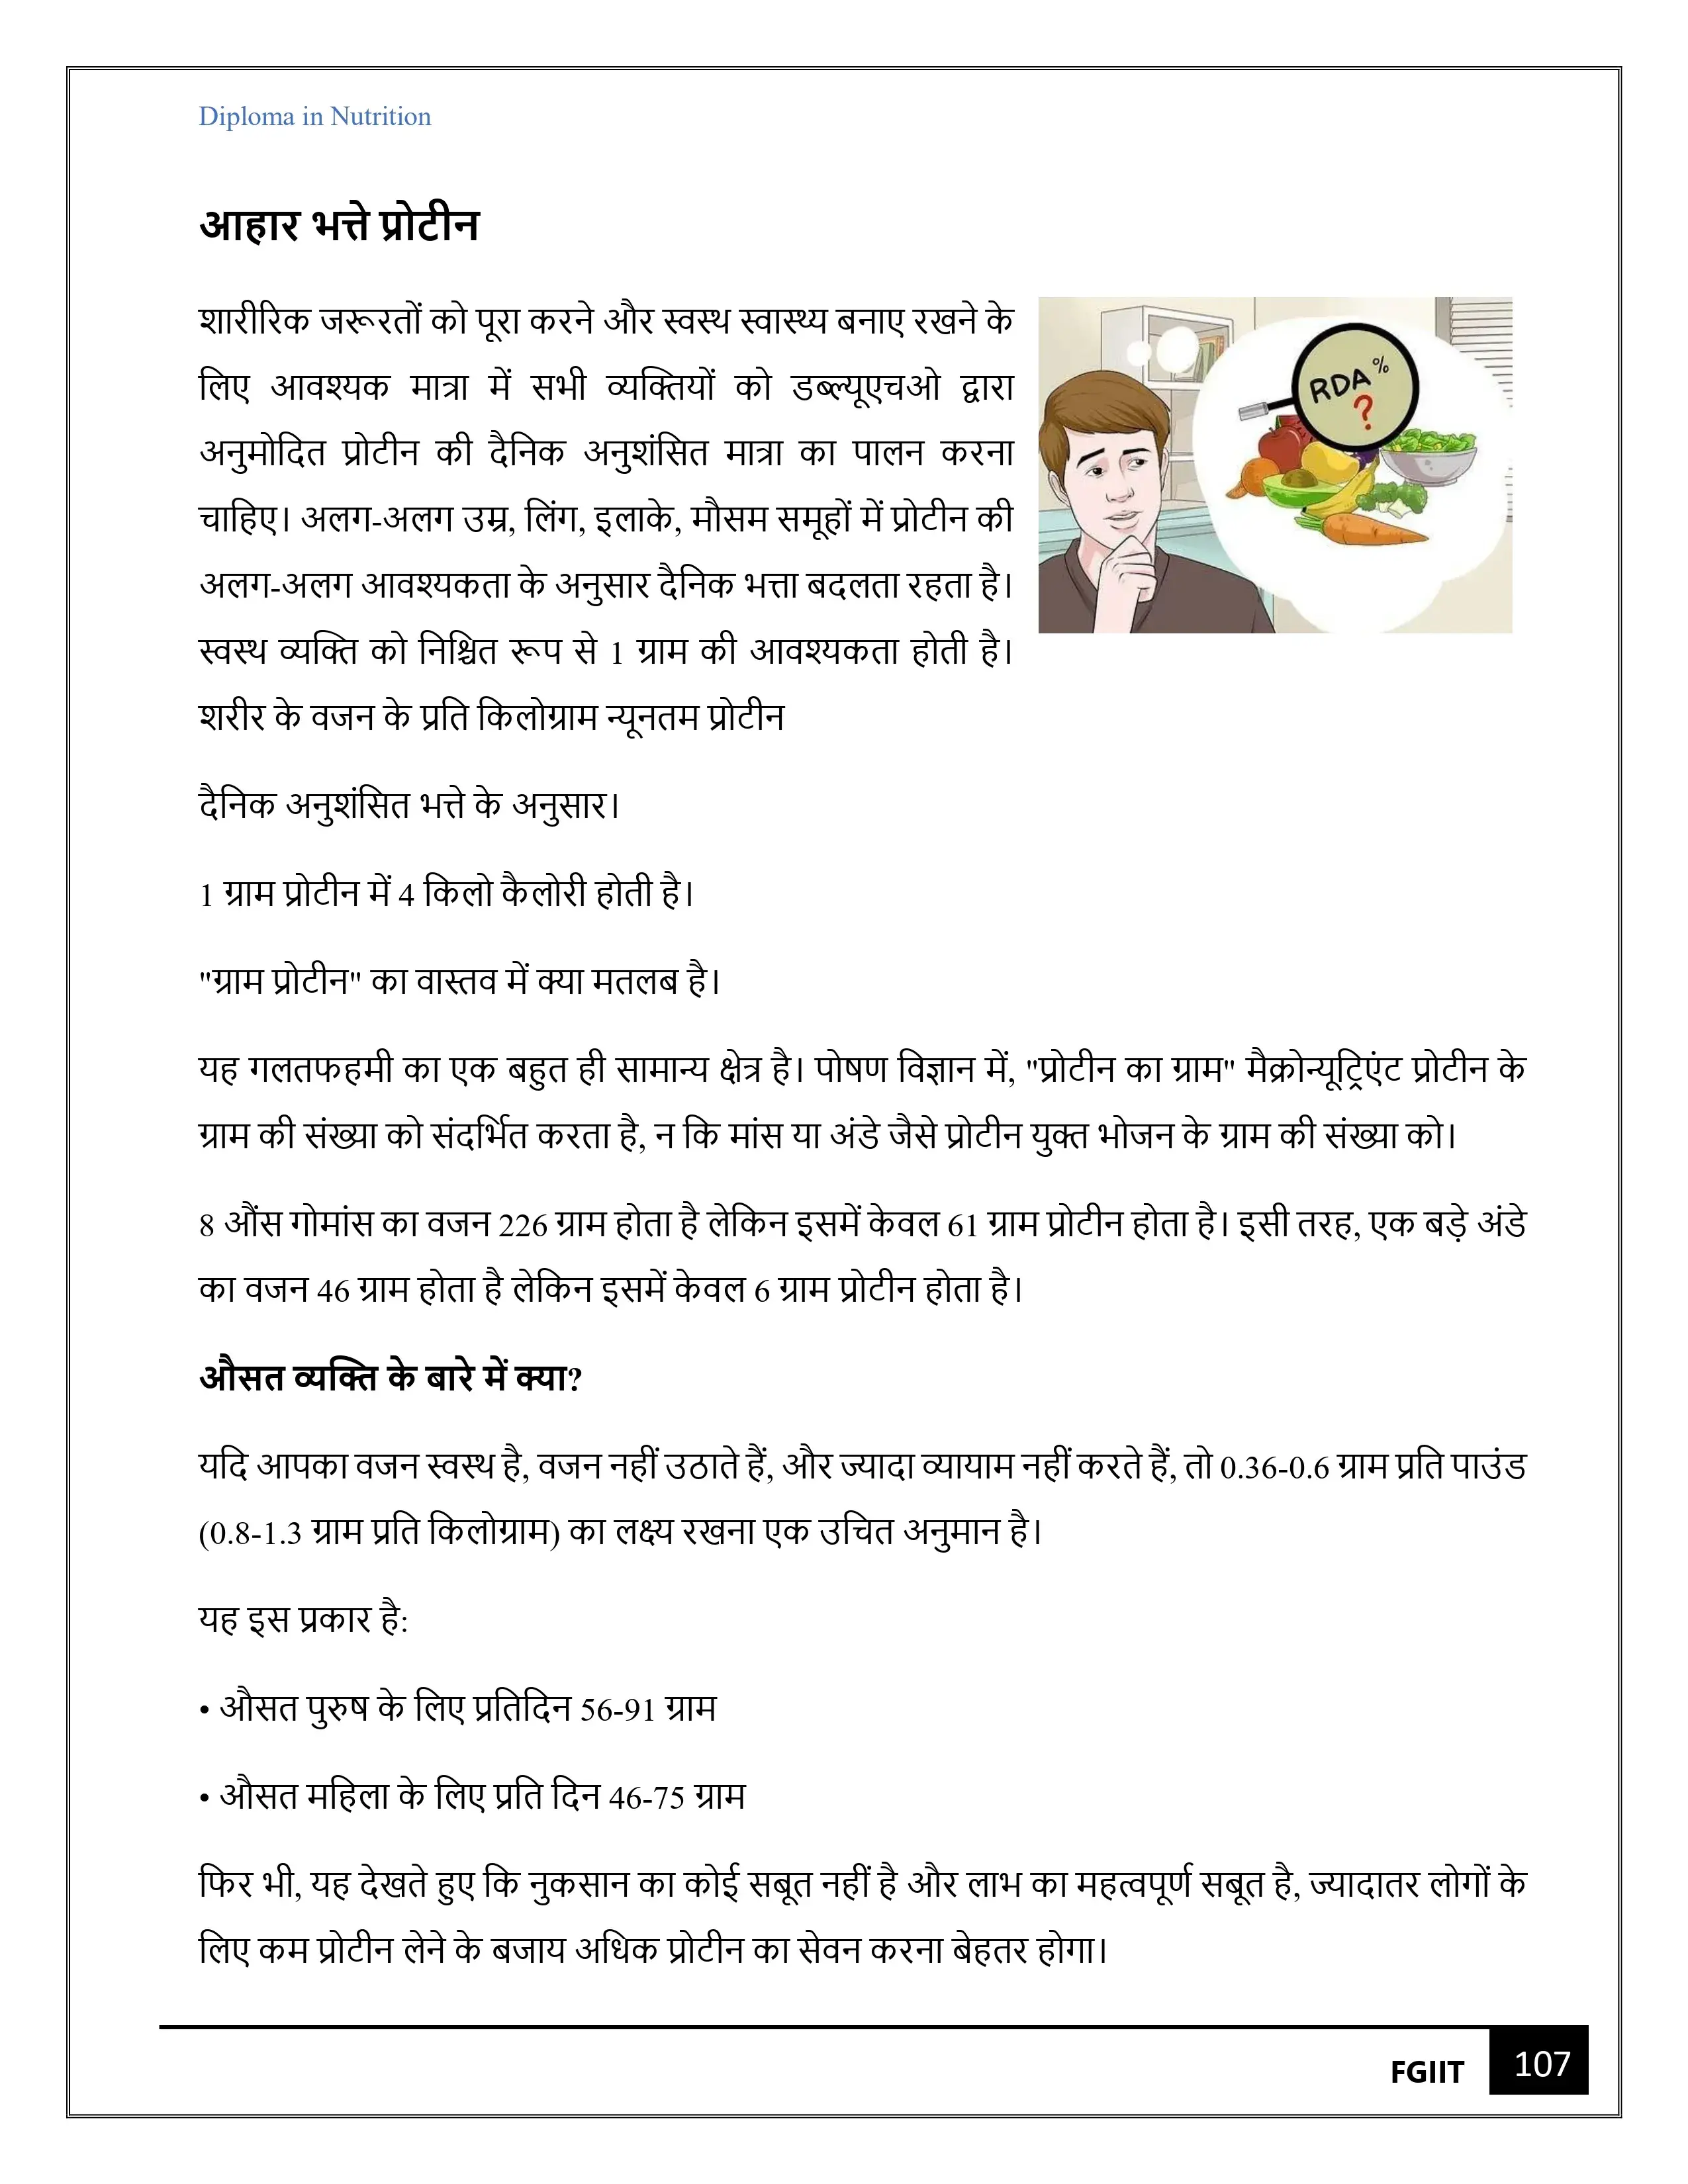 Diploma in Nutrition
आहार भत्ते प्रोटीन
शारीरिक जरूरतों को पूरा करने और स्वस्थ स्वास्थ्य बनाए रखने के
लिए आवश्यक मात्रा में सभी व्यक्तियों को डब्ल्यूएचओ द्वारा
अनुमोदित प्रोटीन की दैनिक अनुशंसित मात्रा का पालन करना
चाहिए। अलग-अलग उम्र, लिंग, इलाके, मौसम समूहों में प्रोटीन की
अलग-अलग आवश्यकता के अनुसार दैनिक भत्ता बदलता रहता है।
स्वस्थ व्यक्ति को निश्चित रूप से 1 ग्राम की आवश्यकता होती है।
शरीर के वजन के प्रति किलोग्राम न्यूनतम प्रोटीन
RDA %
?
दैनिक अनुशंसित भत्ते के अनुसार।
1 ग्राम प्रोटीन में 4 किलो कैलोरी होती है।
"ग्राम प्रोटीन" का वास्तव में क्या मतलब है।
यह गलतफहमी का एक बहुत ही सामान्य क्षेत्र है। पोषण विज्ञान में, "प्रोटीन का ग्राम" मैक्रोन्यूट्रिएंट प्रोटीन के
ग्राम की संख्या को संदर्भित करता है, न कि मांस या अंडे जैसे प्रोटीन युक्त भोजन के ग्राम की संख्या को।
8 औंस गोमांस का वजन 226 ग्राम होता है लेकिन इसमें केवल 61 ग्राम प्रोटीन होता है। इसी तरह, एक बड़े अंडे
का वजन 46 ग्राम होता है लेकिन इसमें केवल 6 ग्राम प्रोटीन होता है।
औसत व्यक्ति के बारे में क्या?
यदि आपका वजन स्वस्थ है, वजन नहीं उठाते हैं, और ज्यादा व्यायाम नहीं करते हैं, तो 0.36-0.6 ग्राम प्रति पाउंड
(0.8-1.3 ग्राम प्रति किलोग्राम) का लक्ष्य रखना एक उचित अनुमान है।
यह इस प्रकार है:
• औसत पुरुष के लिए प्रतिदिन 56-91 ग्राम
• औसत महिला के लिए प्रति दिन 46-75 ग्राम
फिर भी, यह देखते हुए कि नुकसान का कोई सबूत नहीं है और लाभ का महत्वपूर्ण सबूत है, ज्यादातर लोगों के
लिए कम प्रोटीन लेने के बजाय अधिक प्रोटीन का सेवन करना बेहतर होगा।
FGIIT 107